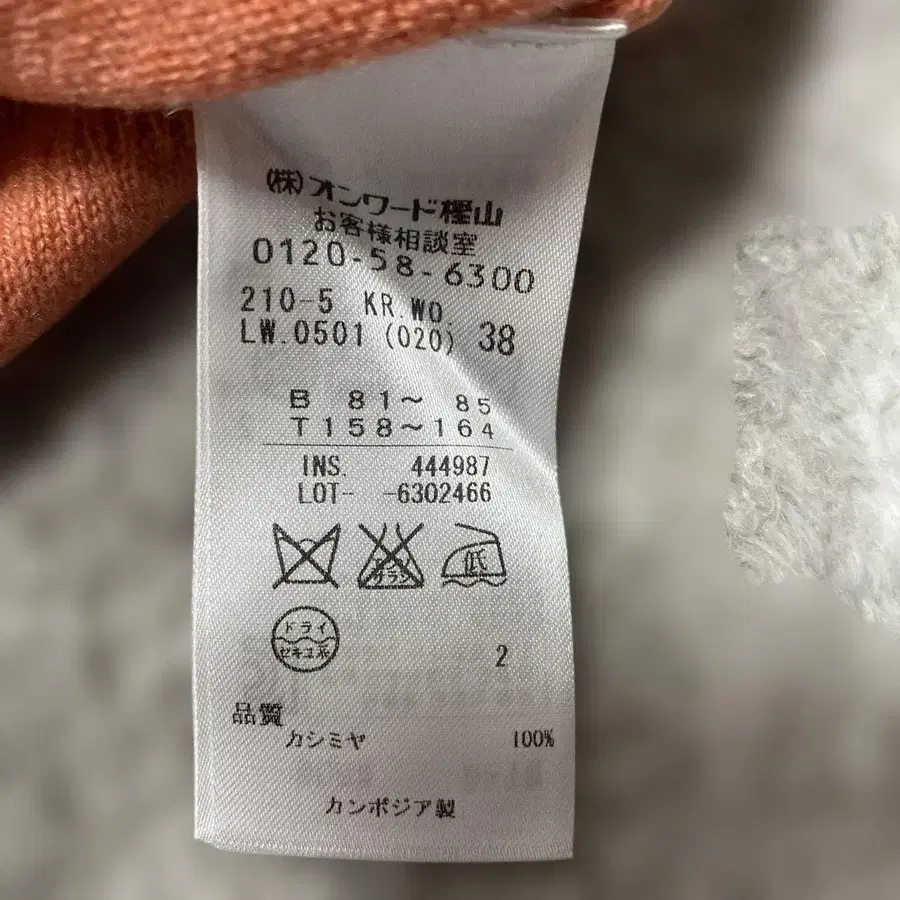 (株)オンワード樫山
お客様相談室
0120-58-6300
210-5 KR.WO.
LW.0501 (020) 38
B 81～ 85
T158～164
INS. 444987
LOT- -6302466
低
ドライ
セキユ系
2
品質
カシミヤ 100%
カンボジア製